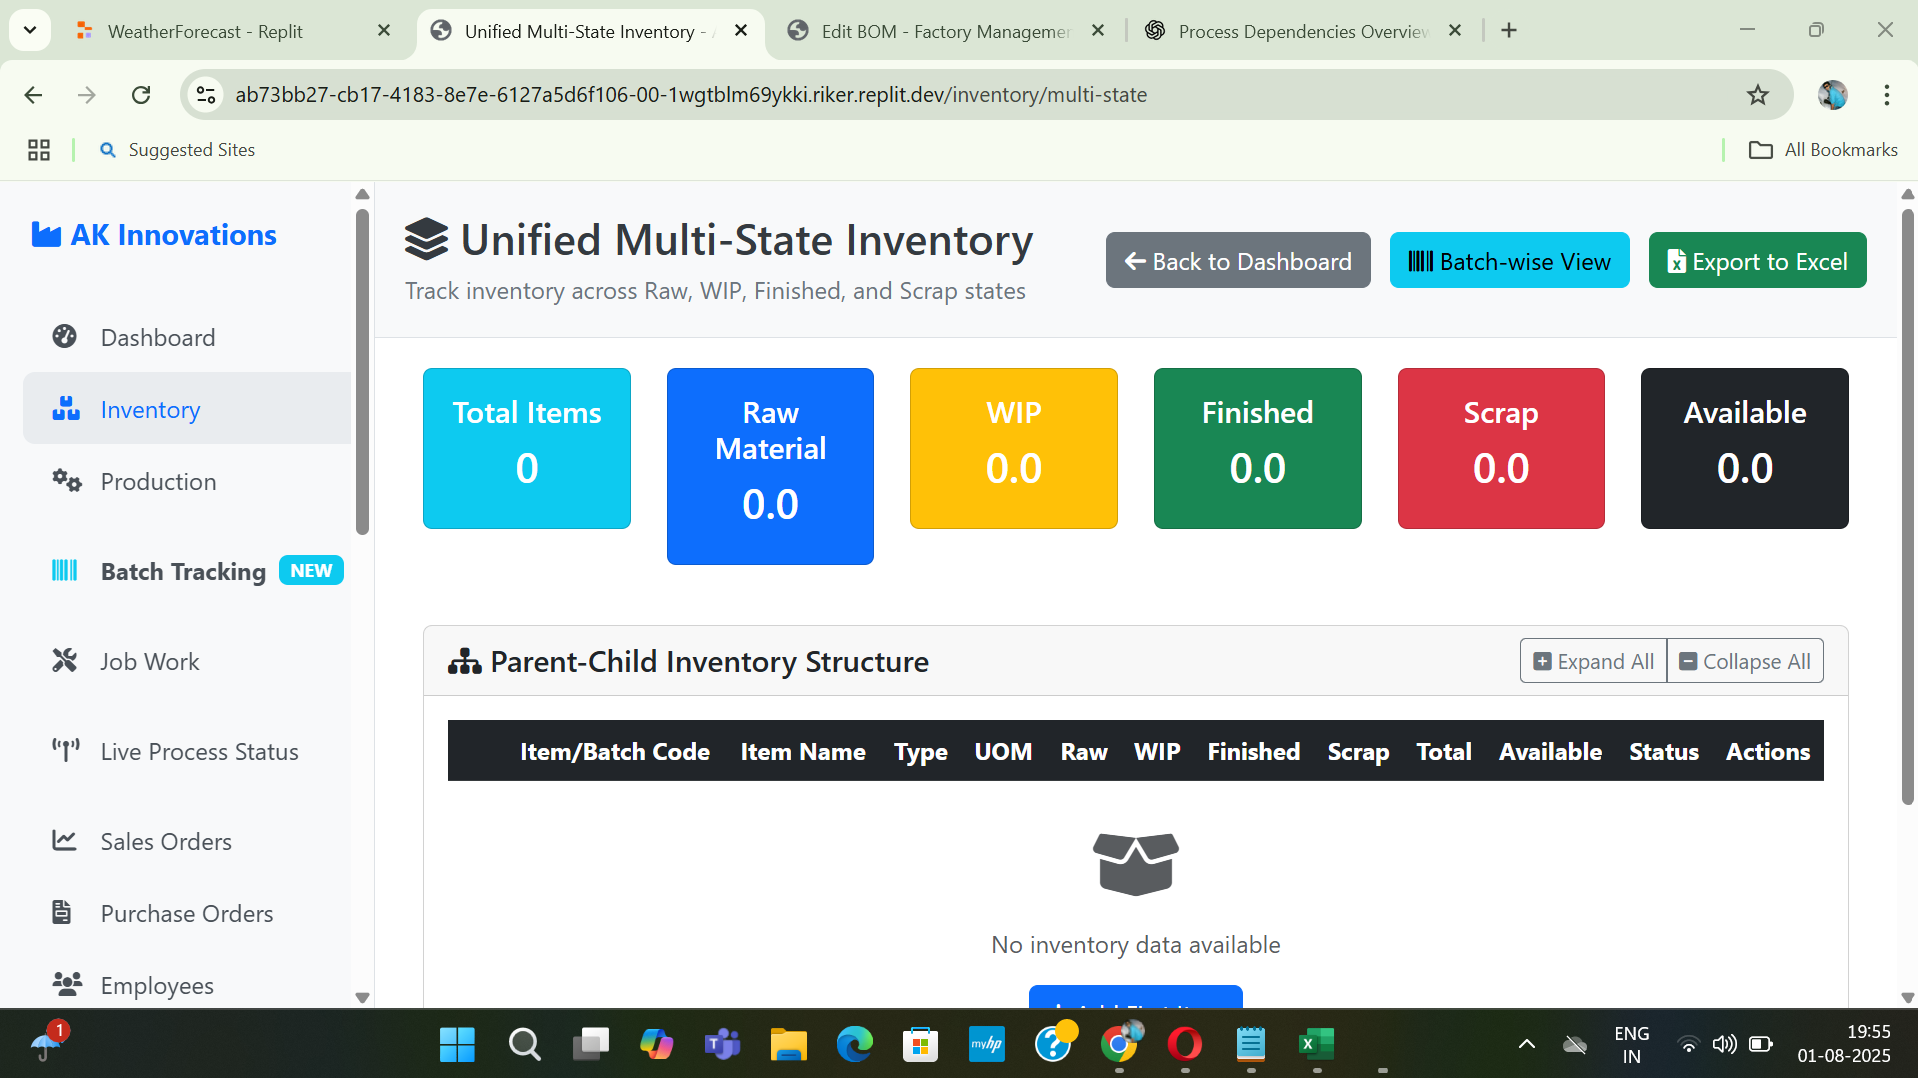 WeatherForecast - Replit
Unified Multi-State Inventory -
Edit BOM - Factory Managemen
Process Dependencies Overview
ab73bb27-cb17-4183-8e7e-6127a5d6f106-00-1wgtblm69ykki.riker.replit.dev/inventory/multi-state
Suggested Sites
All Bookmarks
AK Innovations
Dashboard
Inventory
Production
Batch Tracking NEW
Job Work
Live Process Status
Sales Orders
Purchase Orders
Employees
Unified Multi-State Inventory
Track inventory across Raw, WIP, Finished, and Scrap states
Back to Dashboard
Batch-wise View
Export to Excel
Total Items
0
Raw
Material
0.0
WIP
0.0
Finished
0.0
Scrap
0.0
Available
0.0
Parent-Child Inventory Structure
Expand All
Collapse All
Item/Batch Code Item Name Type UOM Raw WIP Finished Scrap Total Available Status Actions
No inventory data available
1
myhp
ENG
IN
19:55
01-08-2025